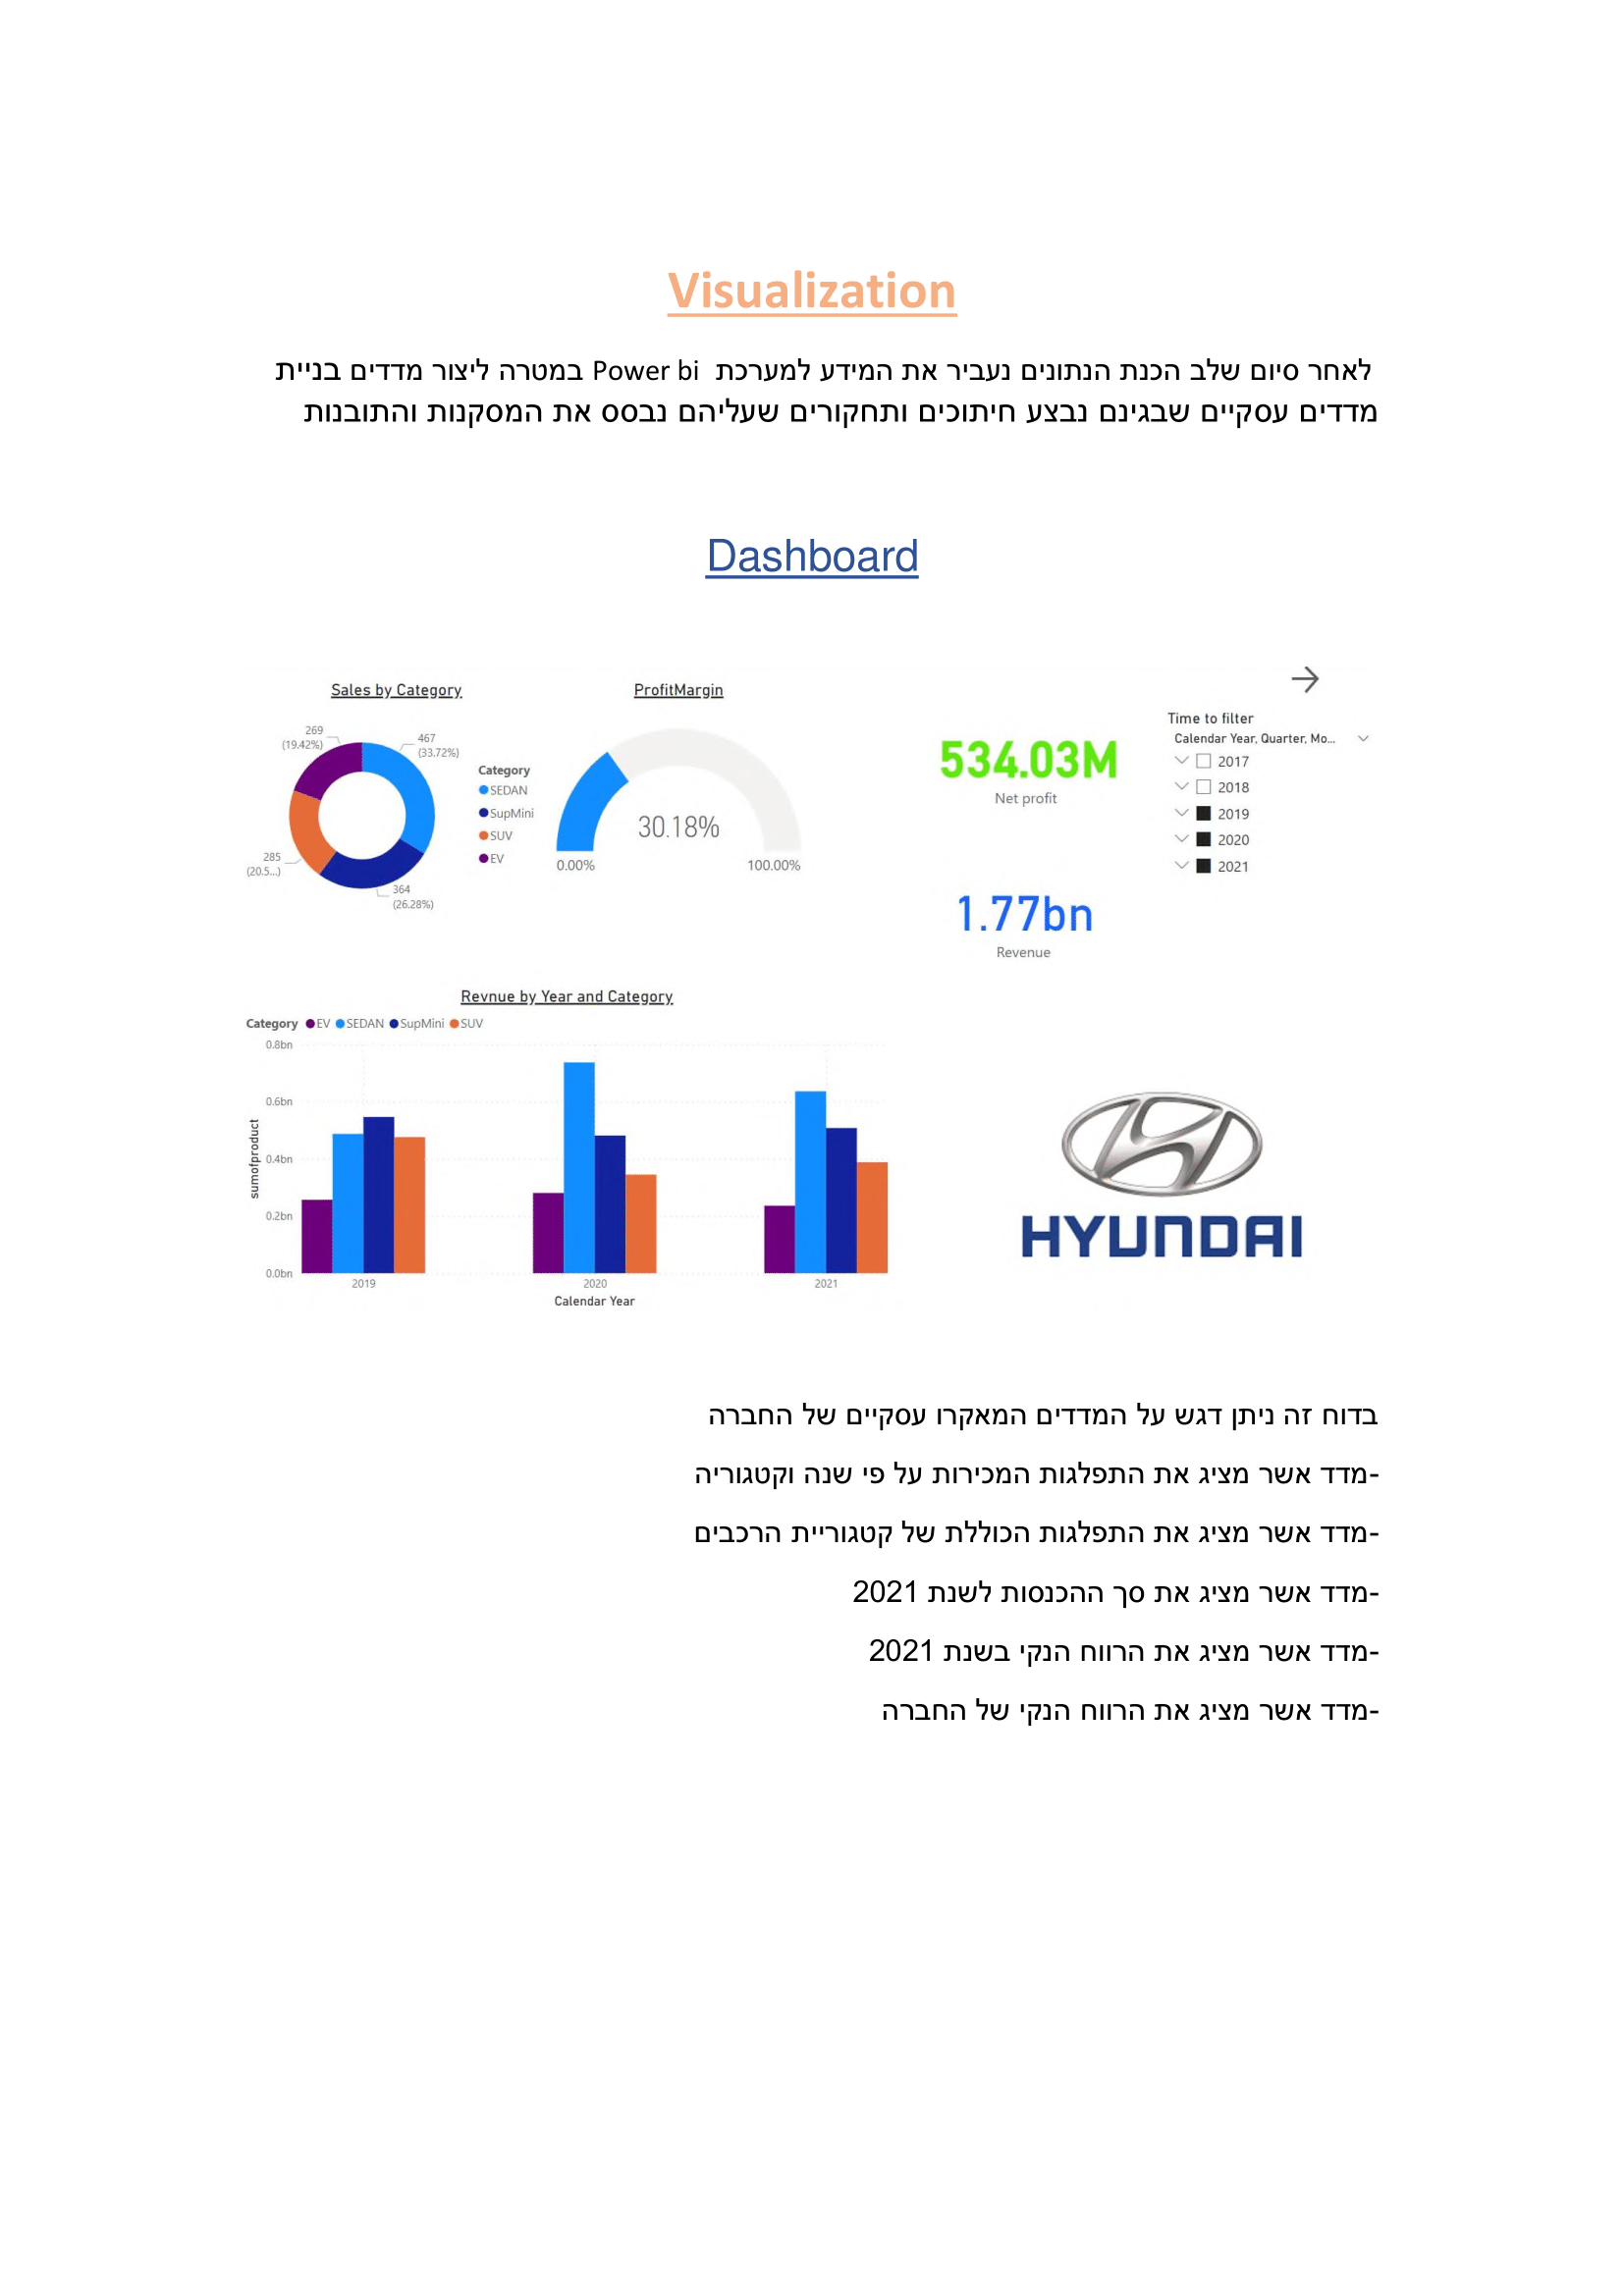 Visualization
לאחר סיום שלב הכנת הנתונים נעביר את המידע למערכת Power bi במטרה ליצור מדדים בניית
מדדים עסקיים שבגינם נבצע חיתוכים ותחקורים שעליהם נבסס את המסקנות והתובנות
Dashboard
Sales by Category
269
(19.42%)
467
(33.72%)
285
(20.5...)
364
(26.28%)
Category
SEDAN
SupMini
SUV
EV
ProfitMargin
30.18%
0.00%
100.00%
534.03M
Net profit
1.77bn
Revenue
Time to filter
Calendar Year, Quarter, Mo...
2017
2018
2019
2020
2021
Revnue by Year and Category
Category EV SEDAN SupMini SUV
0.8bn
0.6bn
0.4bn
0.2bn
0.0bn
sumofproduct
2019
2020
2021
Calendar Year
HYUNDAI
בדוח זה ניתן דגש על המדדים המאקרו עסקיים של החברה
-מדד אשר מציג את התפלגות המכירות על פי שנה וקטגוריה
-מדד אשר מציג את התפלגות הכוללת של קטגוריית הרכבים
-מדד אשר מציג את סך ההכנסות לשנת 2021
-מדד אשר מציג את הרווח הנקי בשנת 2021
-מדד אשר מציג את הרווח הנקי של החברה